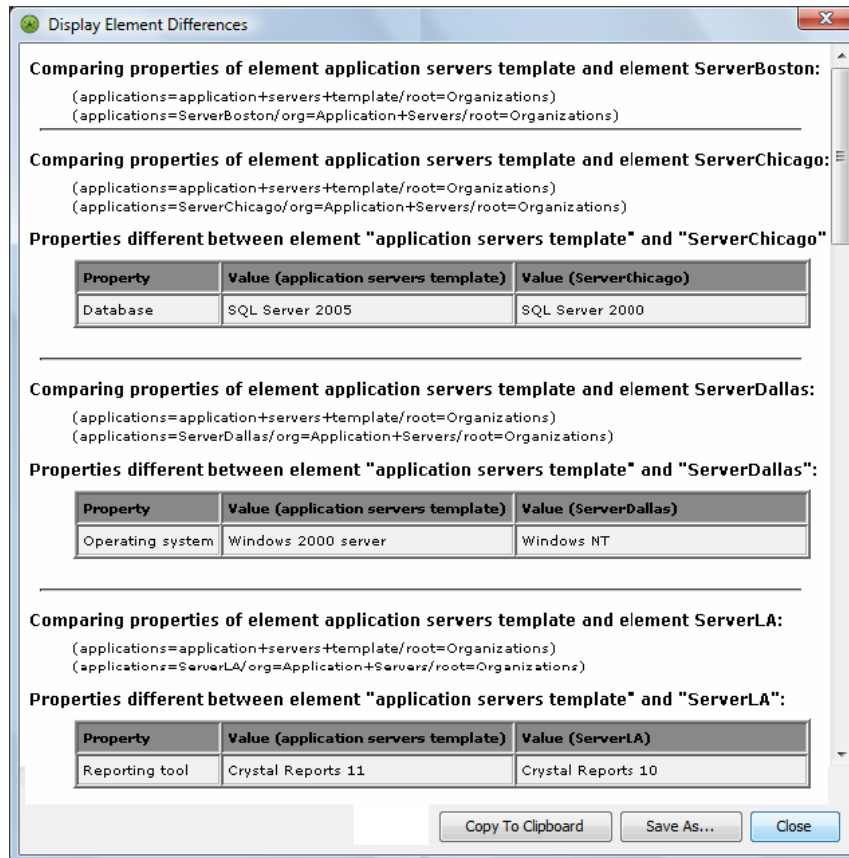 Display Element Differences
Comparing properties of element application servers template and element ServerBoston:
(applications=application+servers+template/root=Organizations)
(applications=ServerBoston/org=Application+Servers/root=Organizations)
Comparing properties of element application servers template and element ServerChicago:
(applications=application+servers+template/root=Organizations)
(applications=ServerChicago/org=Application+Servers/root=Organizations)
Properties different between element "application servers template" and "ServerChicago"
Property Value (application servers template) Value (ServerChicago)
Database SQL Server 2005 SQL Server 2000
Comparing properties of element application servers template and element ServerDallas:
(applications=application+servers+template/root=Organizations)
(applications=ServerDallas/org=Application+Servers/root=Organizations)
Properties different between element "application servers template" and "ServerDallas":
Property Value (application servers template) Value (ServerDallas)
Operating system Windows 2000 server Windows NT
Comparing properties of element application servers template and element ServerLA:
(applications=application+servers+template/root=Organizations)
(applications=ServerLA/org=Application+Servers/root=Organizations)
Properties different between element "application servers template" and "ServerLA":
Property Value (application servers template) Value (ServerLA)
Reporting tool Crystal Reports 11 Crystal Reports 10
Copy To Clipboard Save As... Close